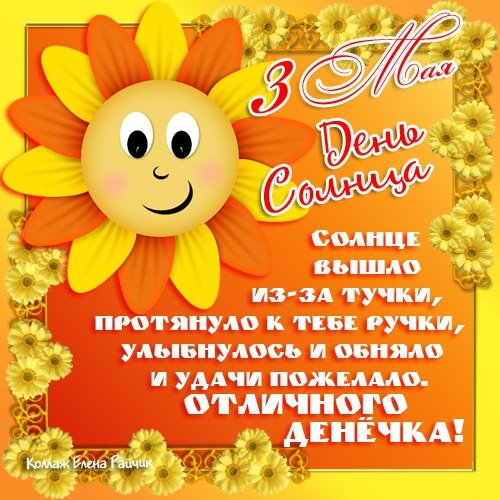 3 Мая
День
Солнца
Солнце
вышло
из-за тучки,
протянуло к тебе ручки,
улыбнулось и обняло
и удачи пожелало.
Отличного
денёчка!
Коллаж Елена Райчик